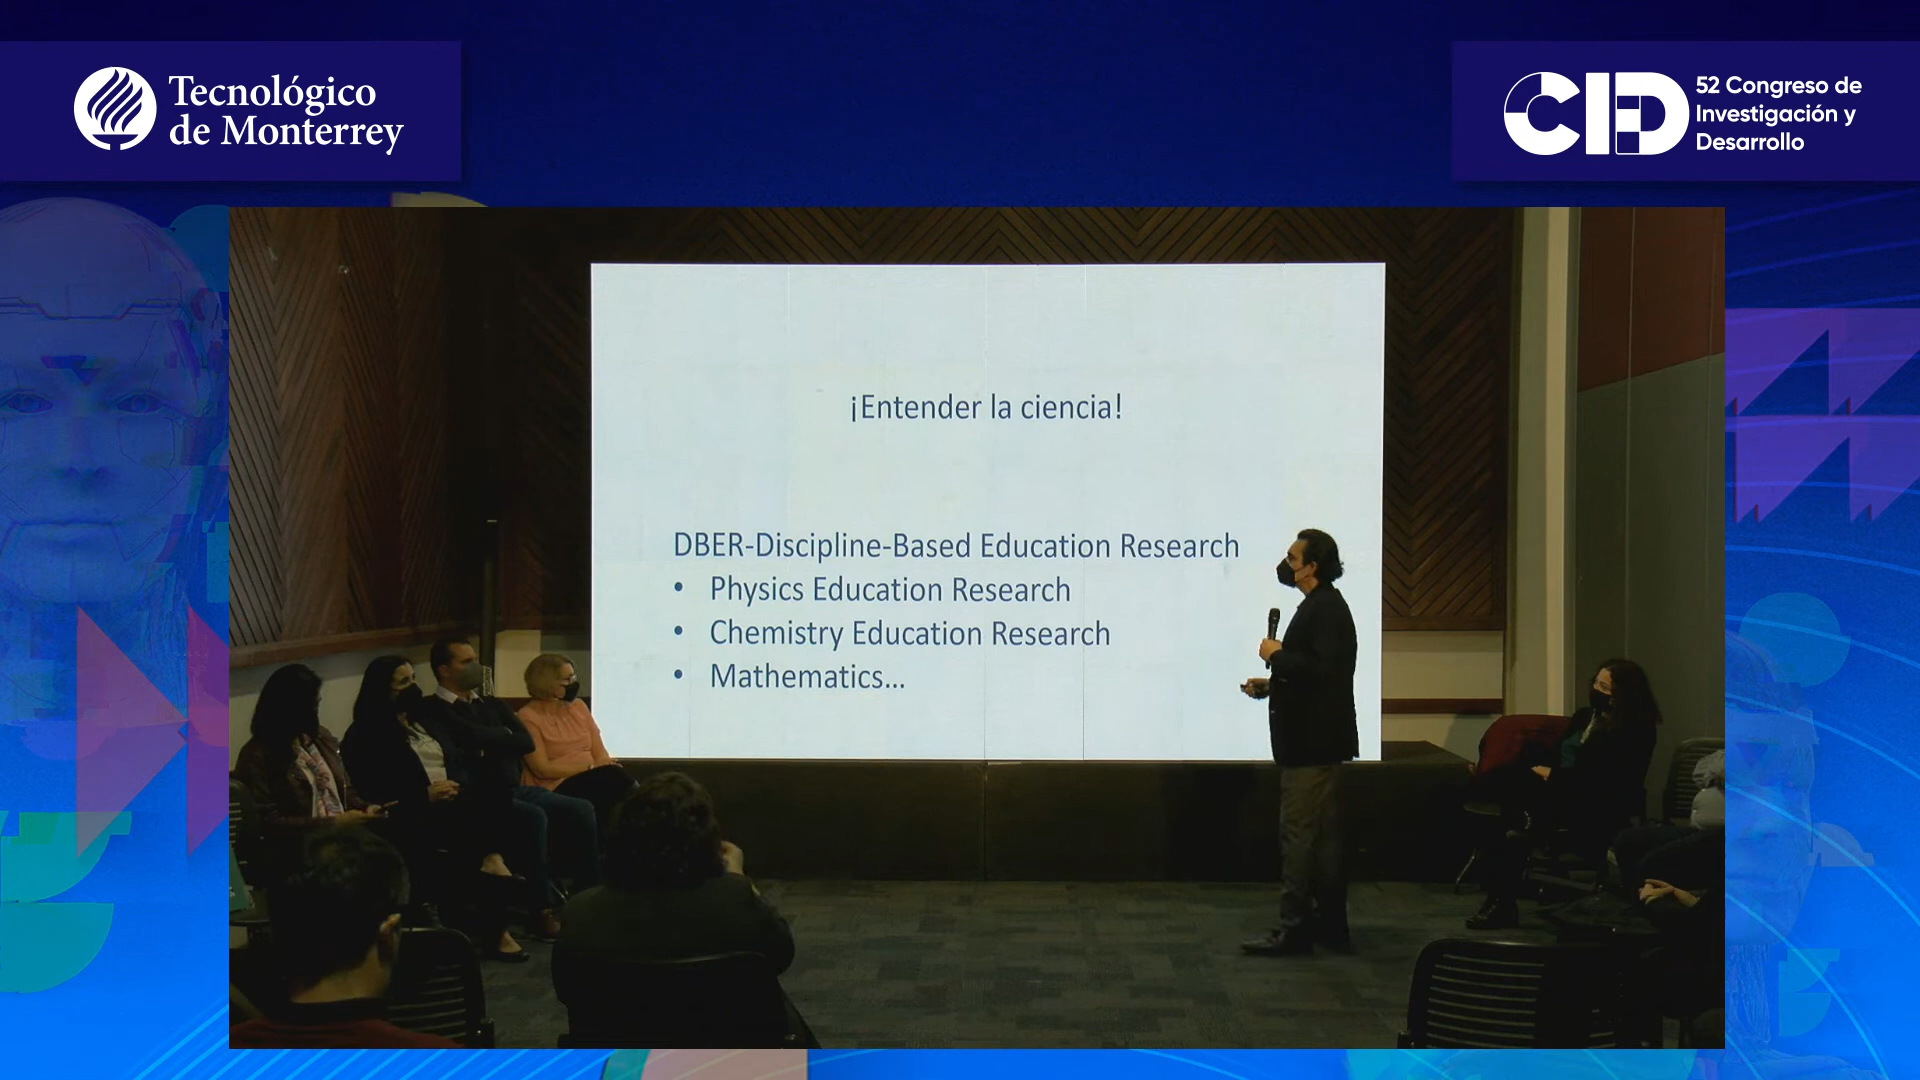 Tecnológico
de Monterrey
CID
52 Congreso de
Investigación y
Desarrollo
¡Entender la ciencia!
DBER-Discipline-Based Education Research
• Physics Education Research
• Chemistry Education Research
• Mathematics...